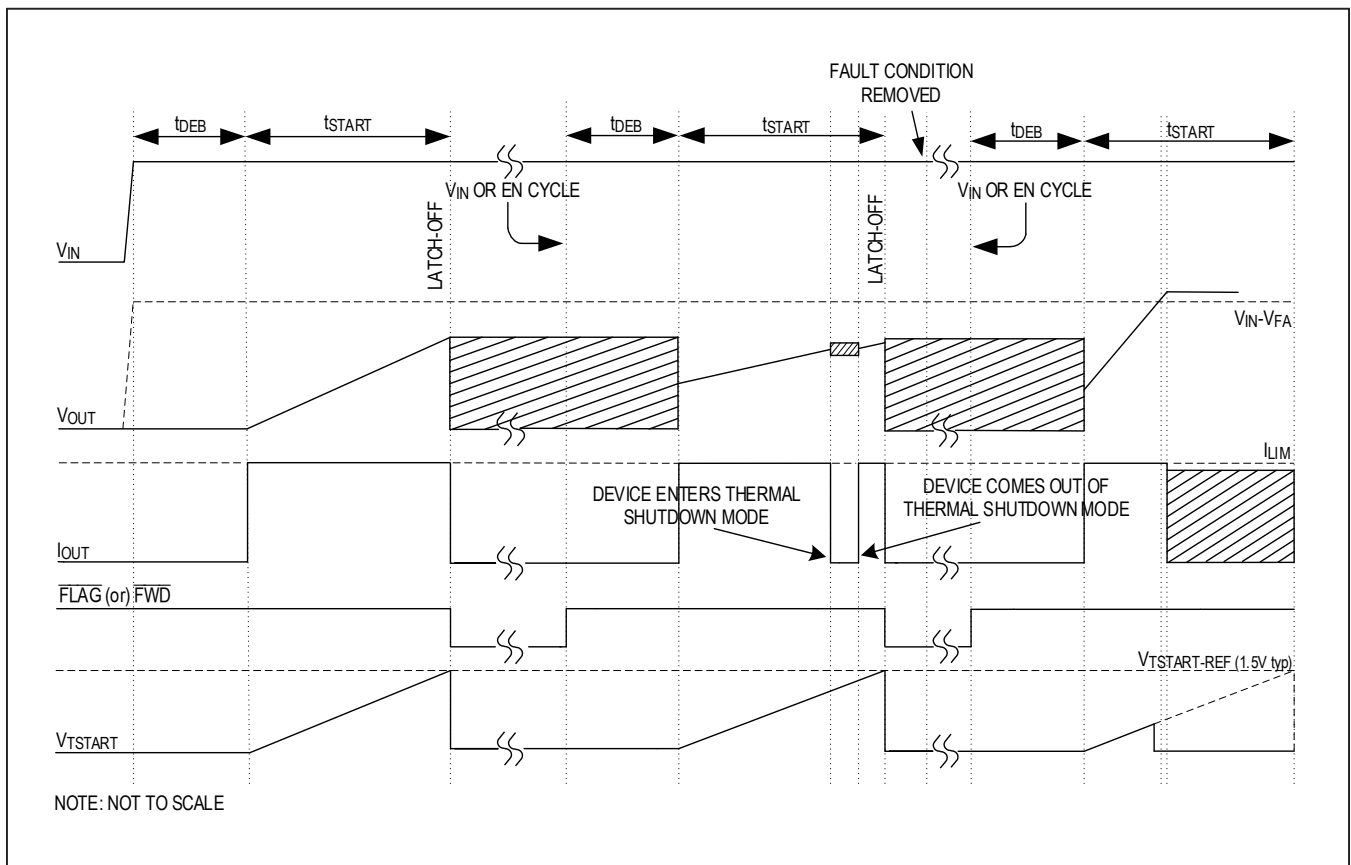 FAULT CONDITION
REMOVED
tDEB
tSTART
tDEB
tSTART
tDEB
tSTART
VIN OR EN CYCLE
LATCH-OFF
VIN OR EN CYCLE
LATCH-OFF
VIN
VIN-VFA
VOUT
ILIM
DEVICE ENTERS THERMAL
SHUTDOWN MODE
DEVICE COMES OUT OF
THERMAL SHUTDOWN MODE
IOUT
FLAG (or) FWD
VTSTART-REF (1.5V typ)
VTSTART
NOTE: NOT TO SCALE